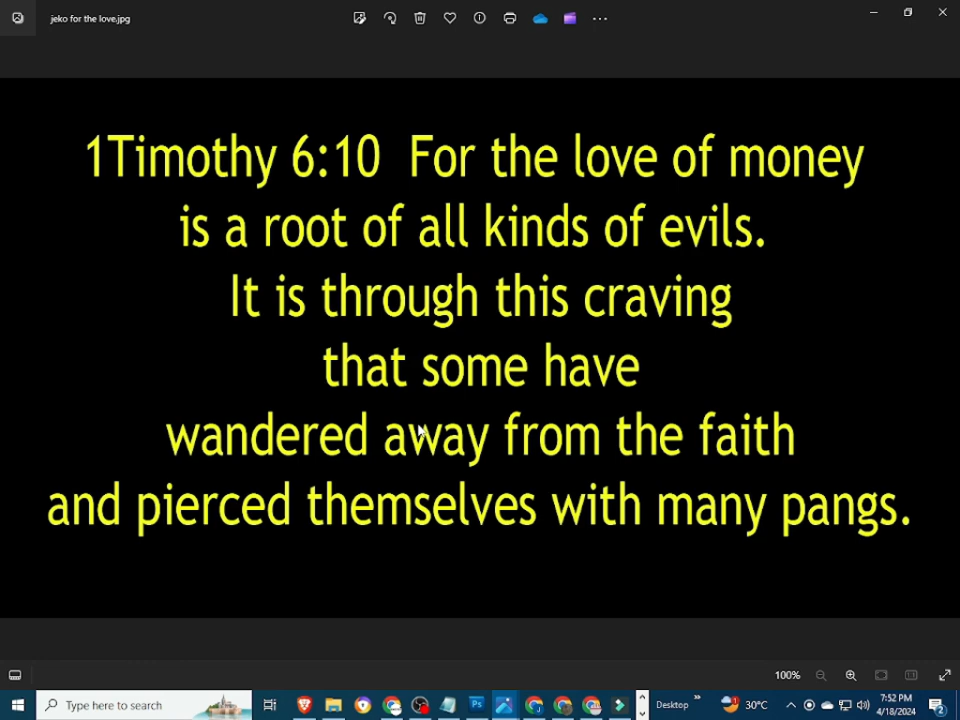 jeko for the love.jpg
1Timothy 6:10 For the love of money
is a root of all kinds of evils.
It is through this craving
that some have
wandered away from the faith
and pierced themselves with many pangs.
100%
Type here to search
Ps
Desktop
30°C
7:52 PM
4/18/2024
2